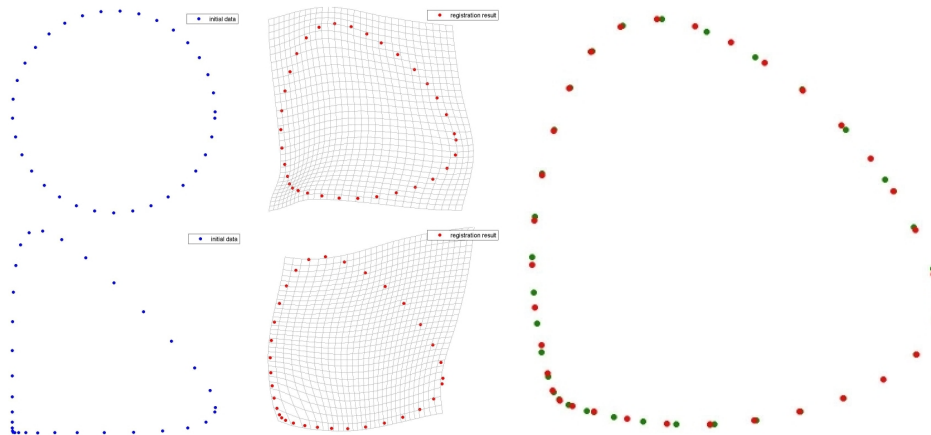 initial data
registration result
initial data
registration result